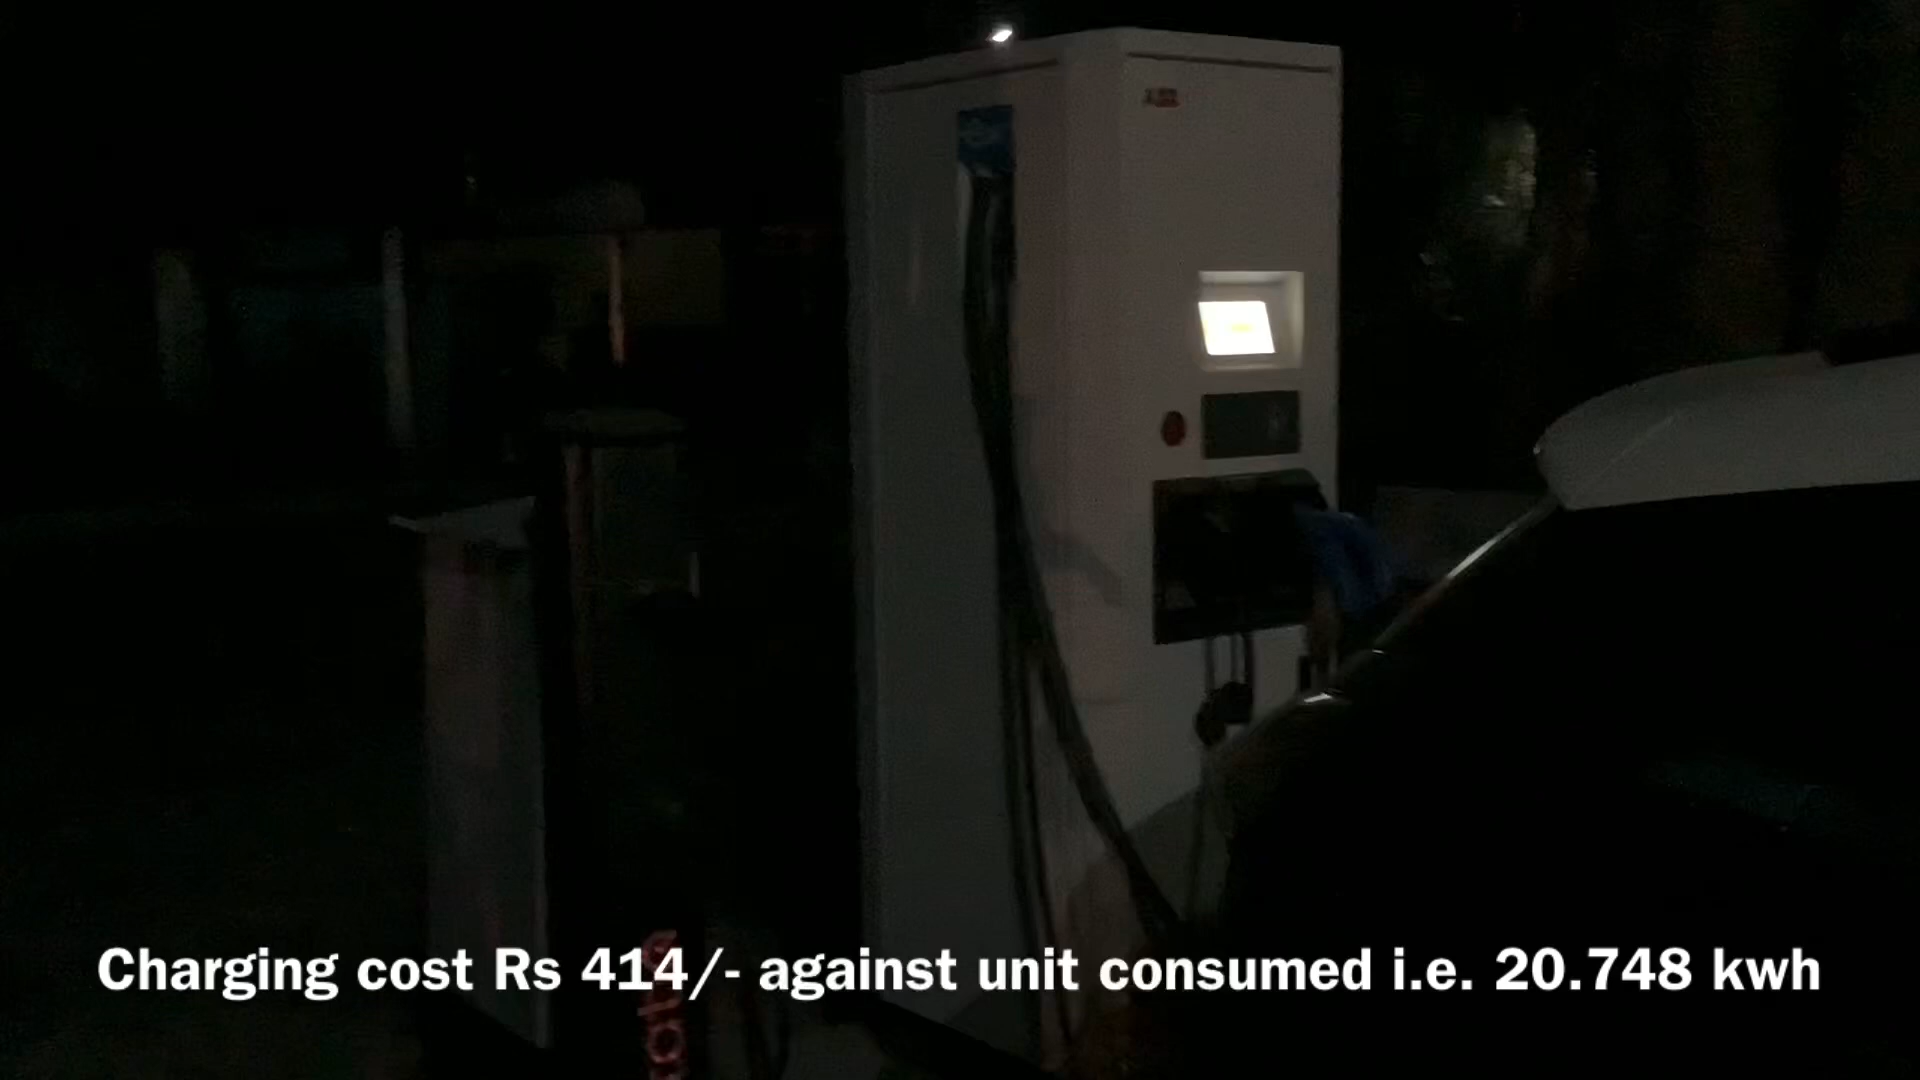 Charging cost Rs 414/- against unit consumed i.e. 20.748 kwh